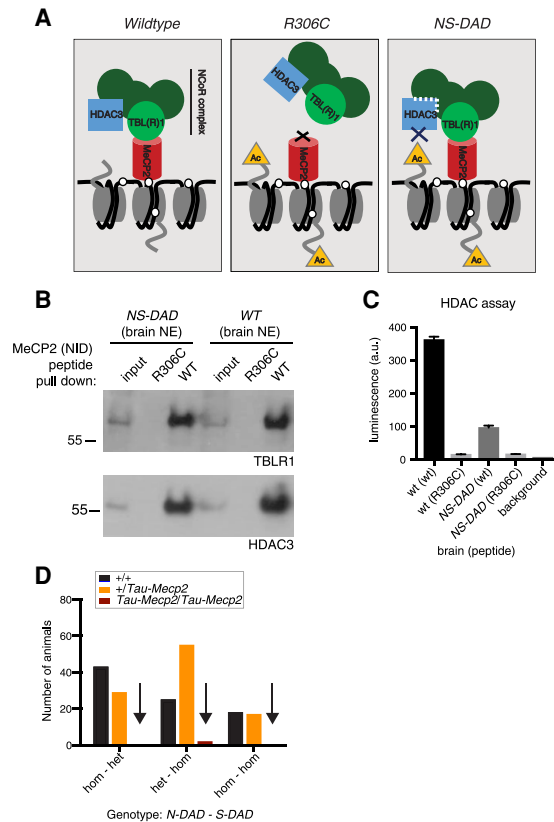 A
Wildtype
R306C
NS-DAD
HDAC3
TBL(R)1
MeCP2
NCoR complex
HDAC3
TBL(R)1
MeCP2
Ac
Ac
HDAC3
TBL(R)1
MeCP2
Ac
Ac
B
NS-DAD
(brain NE)
WT
(brain NE)
MeCP2 (NID)
peptide
pull down:
input
R306C
WT
input
R306C
WT
55
TBLR1
55
HDAC3
C
HDAC assay
luminescence (a.u.)
400
300
200
100
0
wt (wt)
wt (R306C)
NS-DAD (wt)
NS-DAD (R306C)
background
brain (peptide)
D
+/+
+/Tau-Mecp2
Tau-Mecp2/Tau-Mecp2
Number of animals
80
60
40
20
0
hom - het
het - hom
hom - hom
Genotype: N-DAD - S-DAD